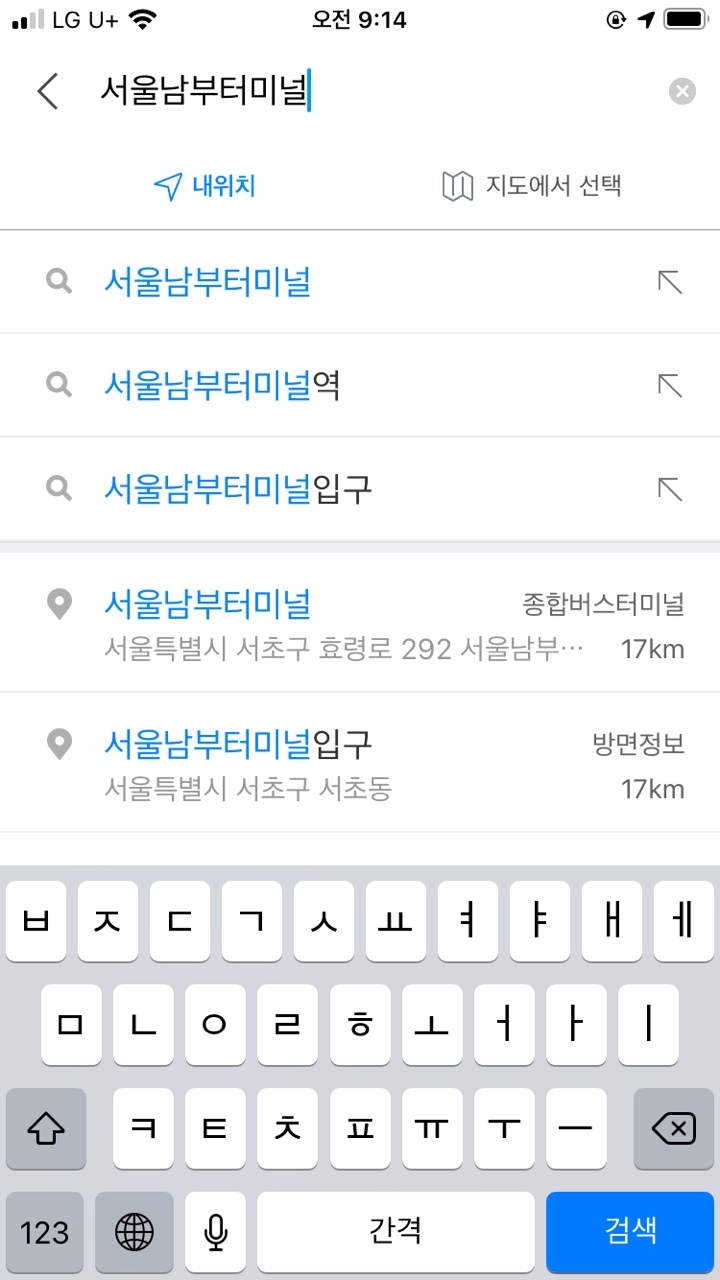 LG U+ 오전 9:14
서울남부터미널
내위치 지도에서 선택
서울남부터미널
서울남부터미널역
서울남부터미널입구
서울남부터미널 종합버스터미널
서울특별시 서초구 효령로 292 서울남부… 17km
서울남부터미널입구 방면정보
서울특별시 서초구 서초동 17km
ㅂ ㅈ ㄷ ㄱ ㅅ ㅛ ㅕ ㅑ ㅐ ㅔ
ㅁ ㄴ ㅇ ㄹ ㅎ ㅗ ㅓ ㅏ ㅣ
ㅋ ㅌ ㅊ ㅍ ㅠ ㅜ ㅡ
123 간격 검색